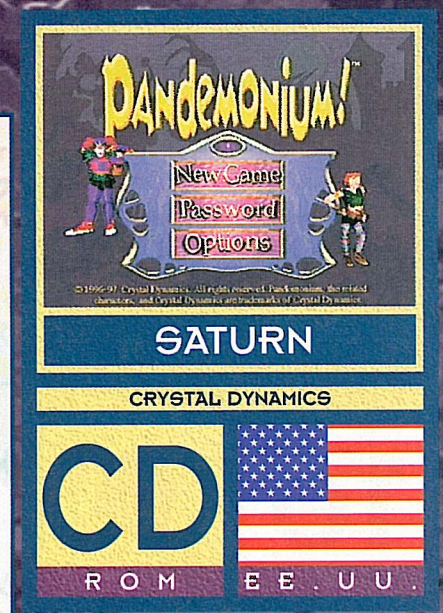 PANdemoNium!™
New Game
Password
Options
© 1996-97 Crystal Dynamics. All rights reserved. Pandemonium, the related
characters, and Crystal Dynamics are trademarks of Crystal Dynamics.
SATURN
CRYSTAL DYNAMICS
CD
ROM
EE.UU.